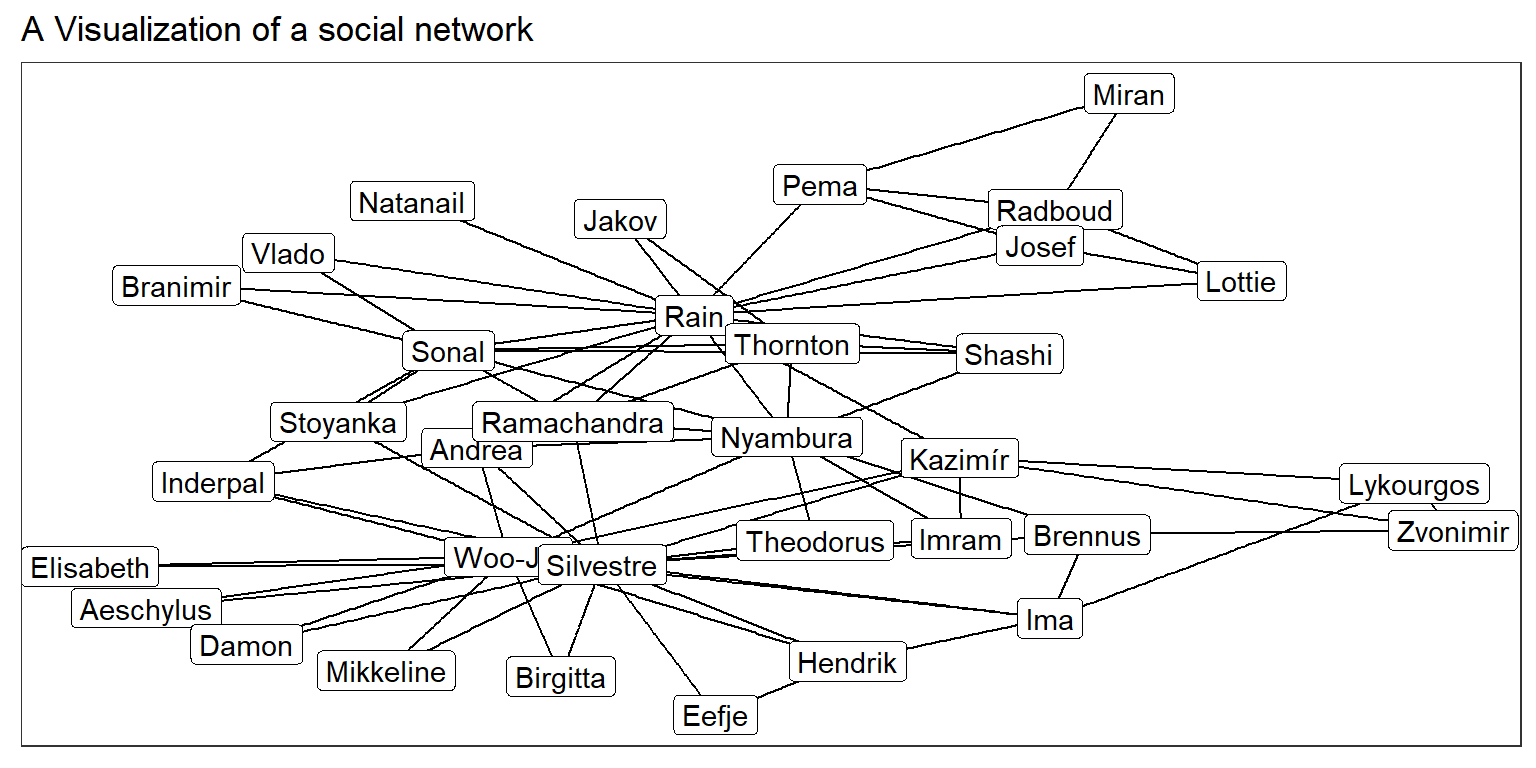 A Visualization of a social network
Miran
Pema
Natanail
Radboud
Jakov
Josef
Vlado
Lottie
Branimir
Rain
Thornton
Sonal
Shashi
Stoyanka
Ramachandra
Nyambura
Andrea
Kazimír
Inderpal
Lykourgos
Zvonimir
Brennus
Imram
Theodorus
Woo-J
Silvestre
Elisabeth
Aeschylus
Ima
Damon
Hendrik
Mikkeline
Birgitta
Eefje